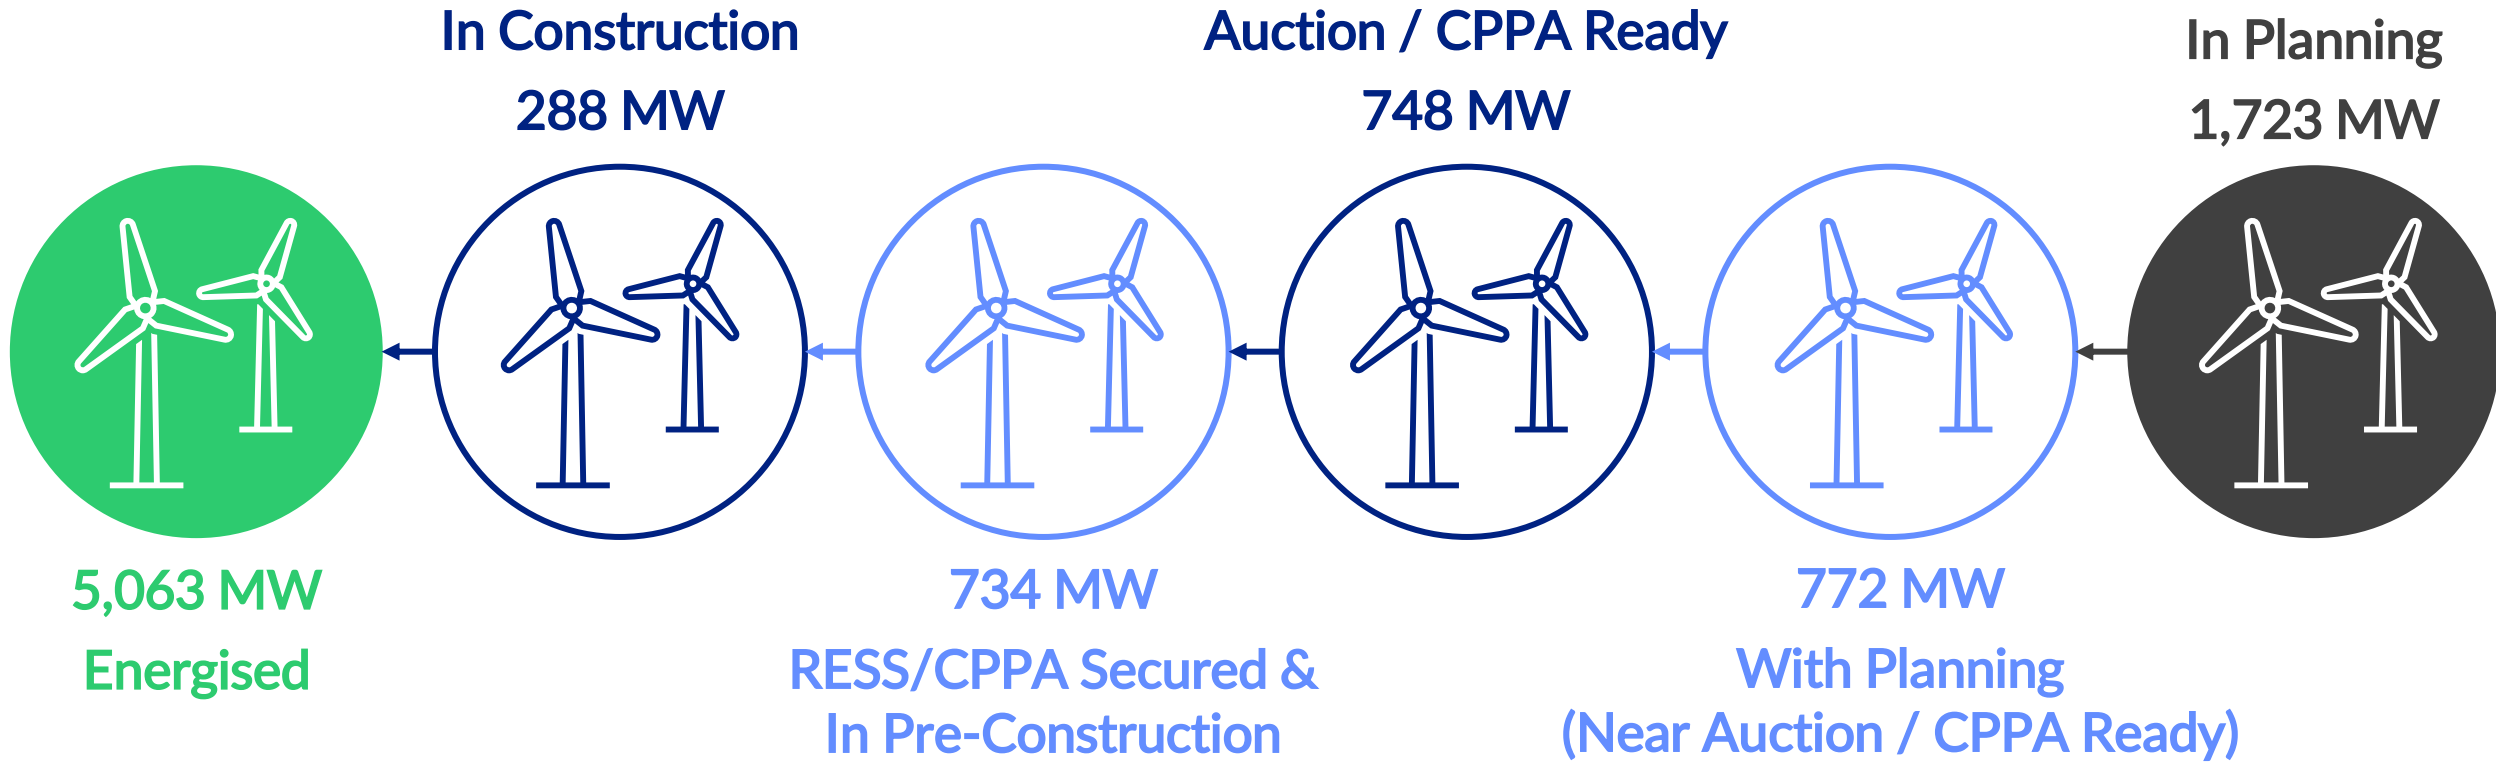 In Construction
288 MW
Auction / CPPA Ready
748 MW
In Planning
1,723 MW
5,063 MW
Energised
734 MW
RESS/CPPA Secured &
In Pre-Construction
772 MW
With Planning
(Near Auction / CPPA Ready)